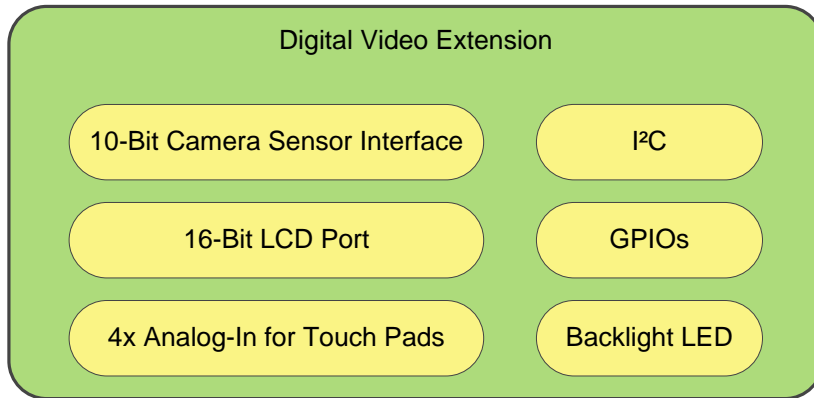 Digital Video Extension
10-Bit Camera Sensor Interface
I²C
16-Bit LCD Port
GPIOs
4x Analog-In for Touch Pads
Backlight LED